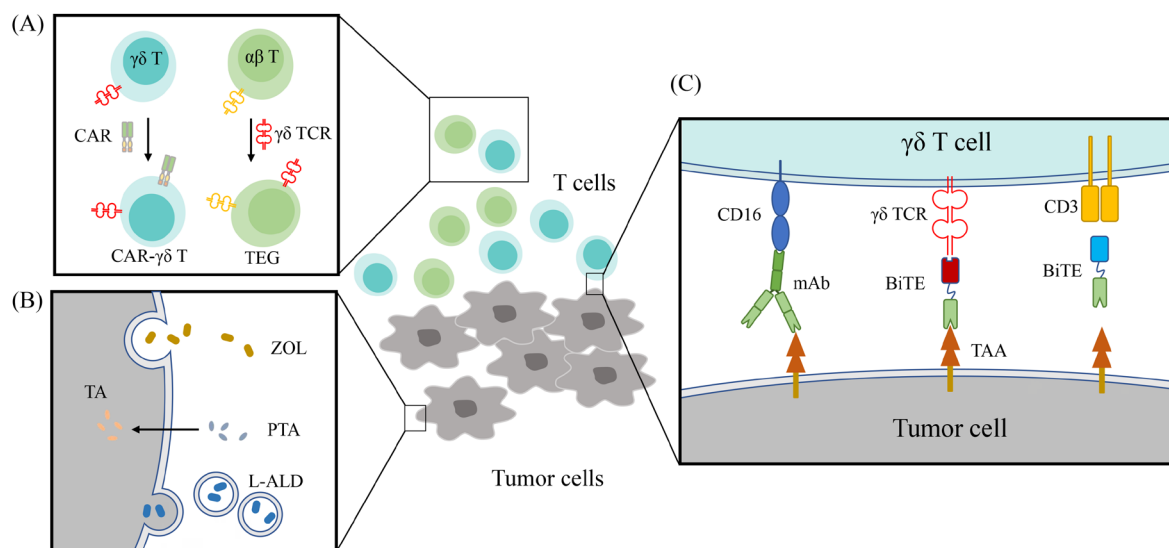 (A)
γδ T
αβ T
CAR
γδ TCR
CAR-γδ T
TEG
T cells
(B)
ZOL
TA
PTA
L-ALD
Tumor cells
(C)
γδ T cell
CD16
γδ TCR
CD3
mAb
BiTE
BiTE
TAA
Tumor cell